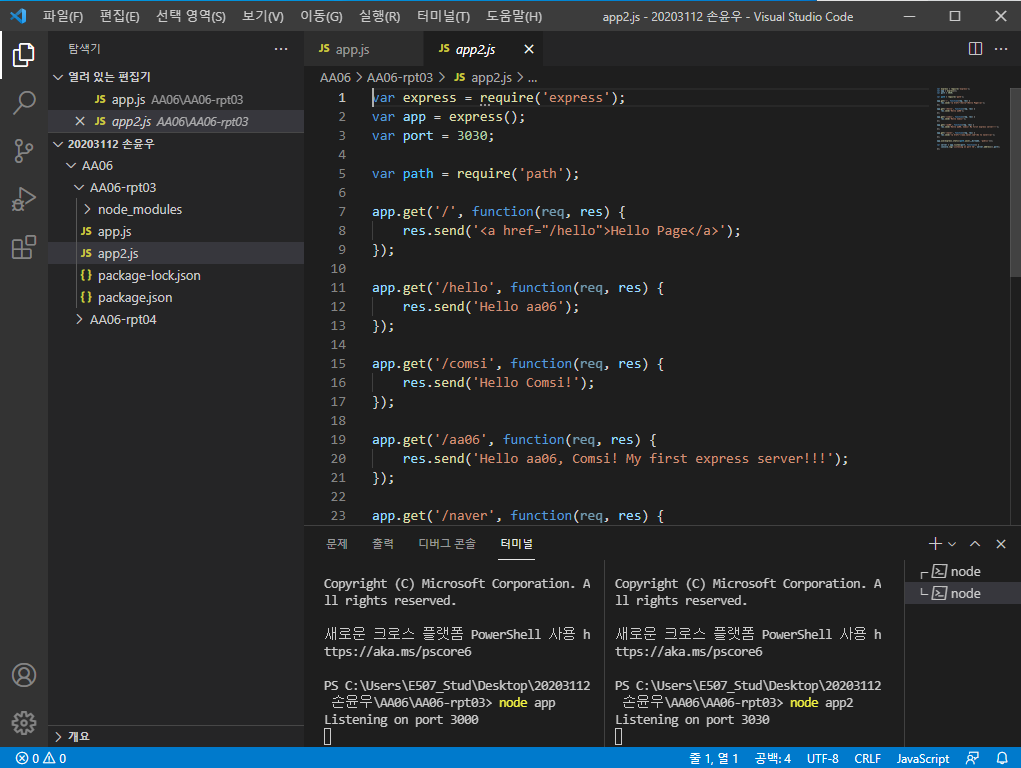 파일(F) 편집(E) 선택 영역(S) 보기(V) 이동(G) 실행(R) 터미널(T) 도움말(H) app2.js - 20203112 손윤우 - Visual Studio Code
탐색기
열려 있는 편집기
JS app.js AA06\AA06-rpt03
JS app2.js AA06\AA06-rpt03
20203112 손윤우
AA06
AA06-rpt03
node_modules
JS app.js
JS app2.js
{} package-lock.json
{} package.json
AA06-rpt04
개요
JS app.js JS app2.js
AA06 > AA06-rpt03 > JS app2.js > ...
1 var express = require('express');
2 var app = express();
3 var port = 3030;
4
5 var path = require('path');
6
7 app.get('/', function(req, res) {
8 res.send('<a href="/hello">Hello Page</a>');
9 });
10
11 app.get('/hello', function(req, res) {
12 res.send('Hello aa06');
13 });
14
15 app.get('/comsi', function(req, res) {
16 res.send('Hello Comsi!');
17 });
18
19 app.get('/aa06', function(req, res) {
20 res.send('Hello aa06, Comsi! My first express server!!!');
21 });
22
23 app.get('/naver', function(req, res) {
문제 출력 디버그 콘솔 터미널
Copyright (C) Microsoft Corporation. A
ll rights reserved.
새로운 크로스 플랫폼 PowerShell 사용 h
ttps://aka.ms/pscore6
PS C:\Users\E507_Stud\Desktop\20203112
손윤우\AA06\AA06-rpt03> node app
Listening on port 3000
Copyright (C) Microsoft Corporation. A
ll rights reserved.
새로운 크로스 플랫폼 PowerShell 사용 h
ttps://aka.ms/pscore6
PS C:\Users\E507_Stud\Desktop\20203112
손윤우\AA06\AA06-rpt03> node app2
Listening on port 3030
node
node
0 0 줄 1, 열 1 공백: 4 UTF-8 CRLF JavaScript